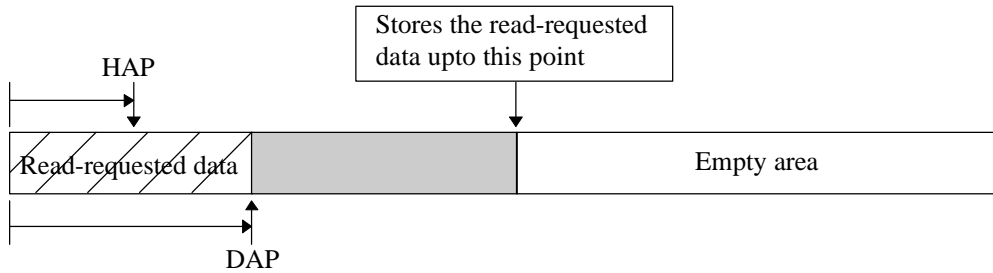 Stores the read-requested
data upto this point
HAP
Read-requested data
Empty area
DAP